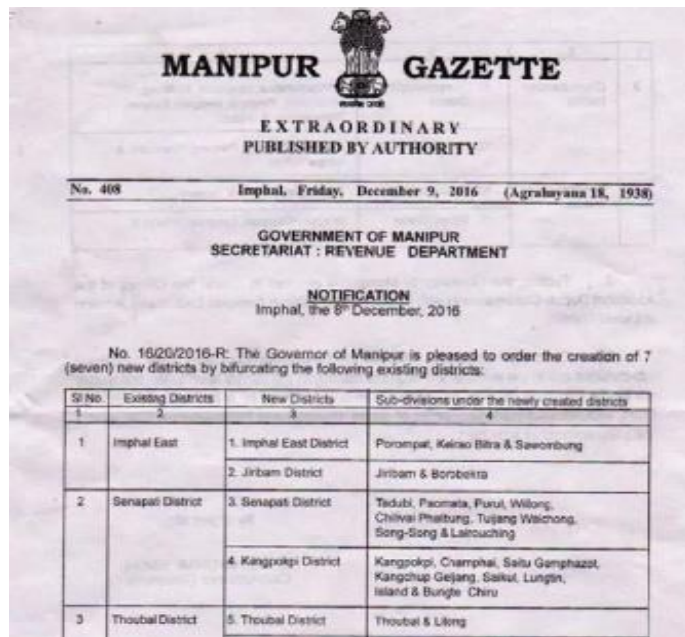 MANIPUR GAZETTE
EXTRAORDINARY
PUBLISHED BY AUTHORITY
No. 408 Imphal, Friday, December 9, 2016 (Agrahayana 18, 1938)
GOVERNMENT OF MANIPUR
SECRETARIAT : REVENUE DEPARTMENT
NOTIFICATION
Imphal, the 8th December, 2016
No. 16/20/2016-R: The Governor of Manipur is pleased to order the creation of 7
(seven) new districts by bifurcating the following existing districts:
Sl No. Existing Districts New Districts Sub-divisions under the newly created districts
1 2 3 4
1 Imphal East 1. Imphal East District Porompat, Keirao Bitra & Sawombung
2. Jiribam District Jiribam & Borobekra
2 Senapati District 3. Senapati District Tadubi, Paomata, Purul, Willong,
Chilivai Phaibung, Tuijang Waichong,
Song-Song & Lairouching
4. Kangpokpi District Kangpokpi, Champhai, Saitu Gamphazol,
Kangchup Geljang, Saikul, Lungtin,
Island & Bungte Chiru
3 Thoubal District 5. Thoubal District Thoubal & Lilong